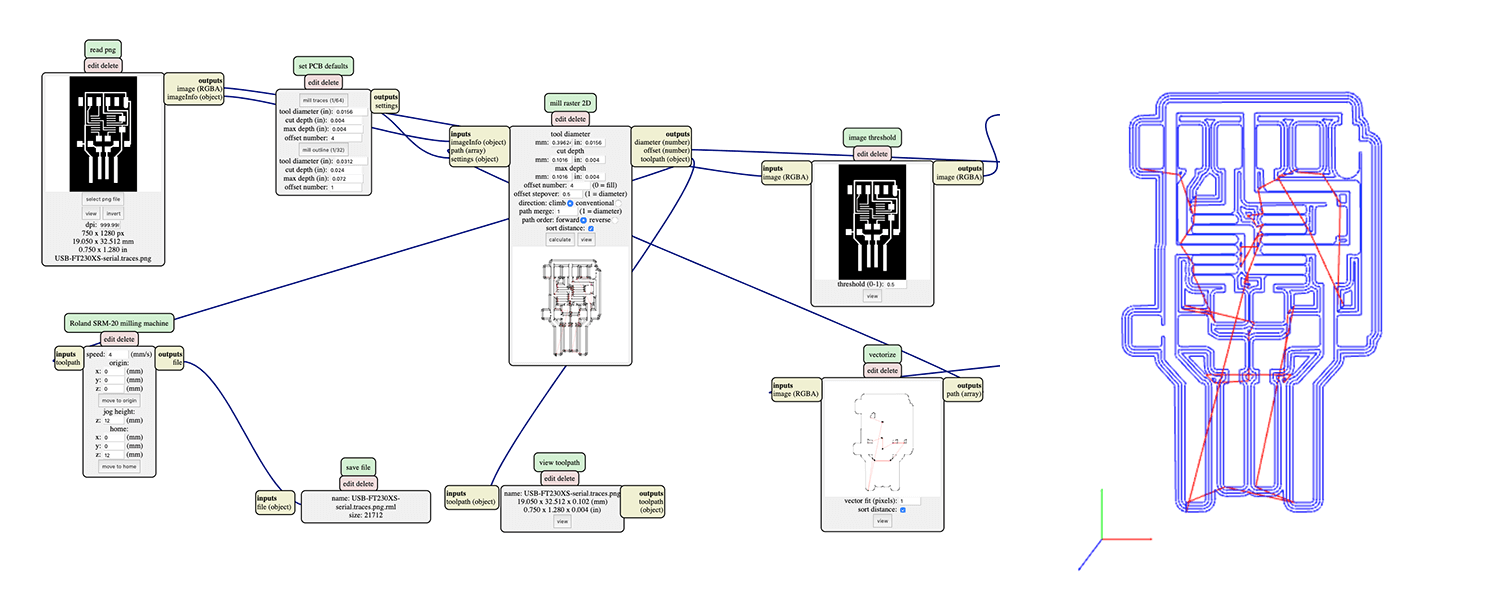 read png
edit delete
outputs
image (RGBA)
imageInfo (object)
select png file
view invert
dpi: 999.99
750 x 1280 px
19.050 x 32.512 mm
0.750 x 1.280 in
USB-FT230XS-serial.traces.png
set PCB defaults
edit delete
outputs
settings
mill traces (1/64)
tool diameter (in): 0.0156
cut depth (in): 0.004
max depth (in): 0.004
offset number: 4
mill outline (1/32)
tool diameter (in): 0.0312
cut depth (in): 0.024
max depth (in): 0.072
offset number: 1
mill raster 2D
edit delete
inputs
imageInfo (object)
path (array)
settings (object)
tool diameter
mm: 0.3962 in: 0.0156
cut depth
mm: 0.1016 in: 0.004
max depth
mm: 0.1016 in: 0.004
offset number: 4 (0 = fill)
offset stepover: 0.5 (1 = diameter)
direction: climb conventional
path merge: 1 (1 = diameter)
path order: forward reverse
sort distance:
calculate view
outputs
diameter (number)
offset (number)
toolpath (object)
image threshold
edit delete
inputs
image (RGBA)
outputs
image (RGBA)
threshold (0-1): 0.5
view
Roland SRM-20 milling machine
edit delete
inputs
toolpath
speed: 4 (mm/s)
origin:
x: 0 (mm)
y: 0 (mm)
z: 0 (mm)
move to origin
jog height:
z: 12 (mm)
home:
x: 0 (mm)
y: 0 (mm)
z: 12 (mm)
move to home
outputs
file
save file
edit delete
inputs
file (object)
name: USB-FT230XS-
serial.traces.png.rml
size: 21712
view toolpath
edit delete
inputs
toolpath (object)
name: USB-FT230XS-serial.traces.png
19.050 x 32.512 x 0.102 (mm)
0.750 x 1.280 x 0.004 (in)
view
outputs
toolpath
(object)
vectorize
edit delete
inputs
image (RGBA)
outputs
path (array)
vector fit (pixels): 1
sort distance:
view